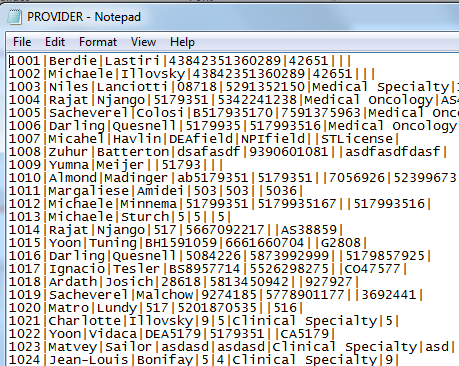 PROVIDER - Notepad
File Edit Format View Help
1001|Berdie|Lastiri|43842351360289|42651|||
1002|Michaele|Illovsky|43842351360289|42651|||
1003|Niles|Lanciotti|08718|5291352150|Medical Specialty|
1004|Rajat|Njango|5179351|5342241238|Medical Oncology|AS4
1005|Sacheverel|Colosi|B517935170|7591375963|Medical Onco
1006|Darling|Quesnell|5179935|517993516|Medical Oncology
1007|Micahel|Havlin|DEAfield|NPIfield||STLicense|
1008|Zuhur|Batterton|dsafasdf|9390601081||asdfasdfdasf|
1009|Yumna|Meijer||51793|||
1010|Almond|Madinger|ab5179351|5179351||7056926|52399673
1011|Margaliese|Amidei|503|503||5036|
1012|Michaele|Minnema|51799351|5179935167||517993516|
1013|Michaele|Sturch|5|5||5|
1014|Rajat|Njango|517|5667092217||AS38859|
1015|Yoon|Tuning|BH1591059|6661660704||G2808|
1016|Darling|Quesnell|5084226|5873992999||5179857925|
1017|Ignacio|Tesler|BS8957714|5526298275||CO47577|
1018|Ardath|Josich|28618|5813450942||927927|
1019|Sacheverel|Malchow|9274185|5778901177||3692441|
1020|Matro|Lundy|517|5201870535||516|
1021|Charlotte|Illovsky|9|5|Clinical Specialty|5|
1022|Yoon|Vidaca|DEA5179|5179351||CA5179|
1023|Matvey|Sailor|asdasd|asdasd|Clinical Specialty|asd|
1024|Jean-Louis|Bonifay|5|4|Clinical Specialty|9|